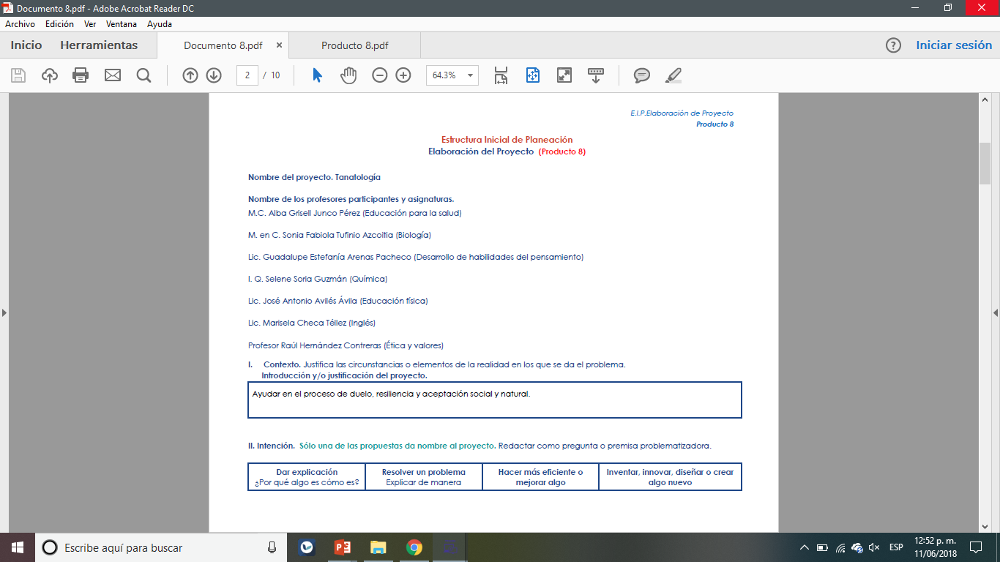 Documento 8.pdf - Adobe Acrobat Reader DC
Archivo Edición Ver Ventana Ayuda
Inicio Herramientas Documento 8.pdf × Producto 8.pdf ? Iniciar sesión
2 / 10 64.3%
E.I.P.Elaboración de Proyecto
Producto 8
Estructura Inicial de Planeación
Elaboración del Proyecto (Producto 8)
Nombre del proyecto. Tanatología
Nombre de los profesores participantes y asignaturas.
M.C. Alba Grisell Junco Pérez (Educación para la salud)
M. en C. Sonia Fabiola Tufinio Azcoitia (Biología)
Lic. Guadalupe Estefanía Arenas Pacheco (Desarrollo de habilidades del pensamiento)
I. Q. Selene Soria Guzmán (Química)
Lic. José Antonio Avilés Ávila (Educación física)
Lic. Marisela Checa Téllez (Inglés)
Profesor Raúl Hernández Contreras (Ética y valores)
I. Contexto. Justifica las circunstancias o elementos de la realidad en los que se da el problema.
Introducción y/o justificación del proyecto.
Ayudar en el proceso de duelo, resiliencia y aceptación social y natural.
II. Intención. Sólo una de las propuestas da nombre al proyecto. Redactar como pregunta o premisa problematizadora.
Dar explicación
¿Por qué algo es cómo es?
Resolver un problema
Explicar de manera
Hacer más eficiente o
mejorar algo
Inventar, innovar, diseñar o crear
algo nuevo
Escribe aquí para buscar
ESP
12:52 p. m.
11/06/2018